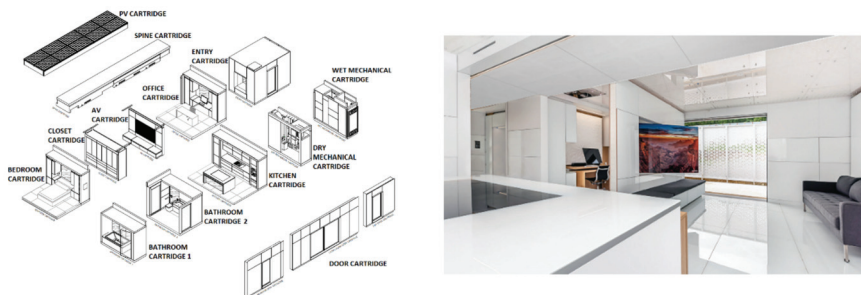 PV CARTRIDGE
SPINE CARTRIDGE
ENTRY
CARTRIDGE
WET MECHANICAL
CARTRIDGE
OFFICE
CARTRIDGE
AV
CARTRIDGE
CLOSET
CARTRIDGE
DRY
MECHANICAL
CARTRIDGE
BEDROOM
CARTRIDGE
KITCHEN
CARTRIDGE
BATHROOM
CARTRIDGE 2
BATHROOM
CARTRIDGE 1
DOOR CARTRIDGE